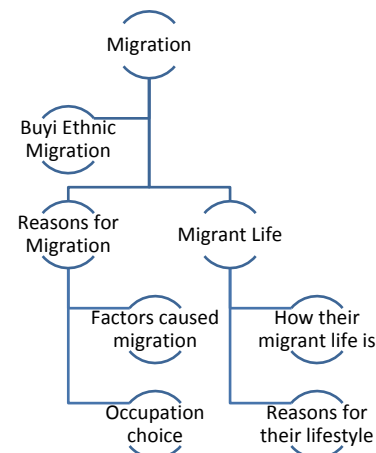 Migration
Buyi Ethnic
Migration
Reasons for
Migration
Migrant Life
Factors caused
migration
How their
migrant life is
Occupation
choice
Reasons for
their lifestyle